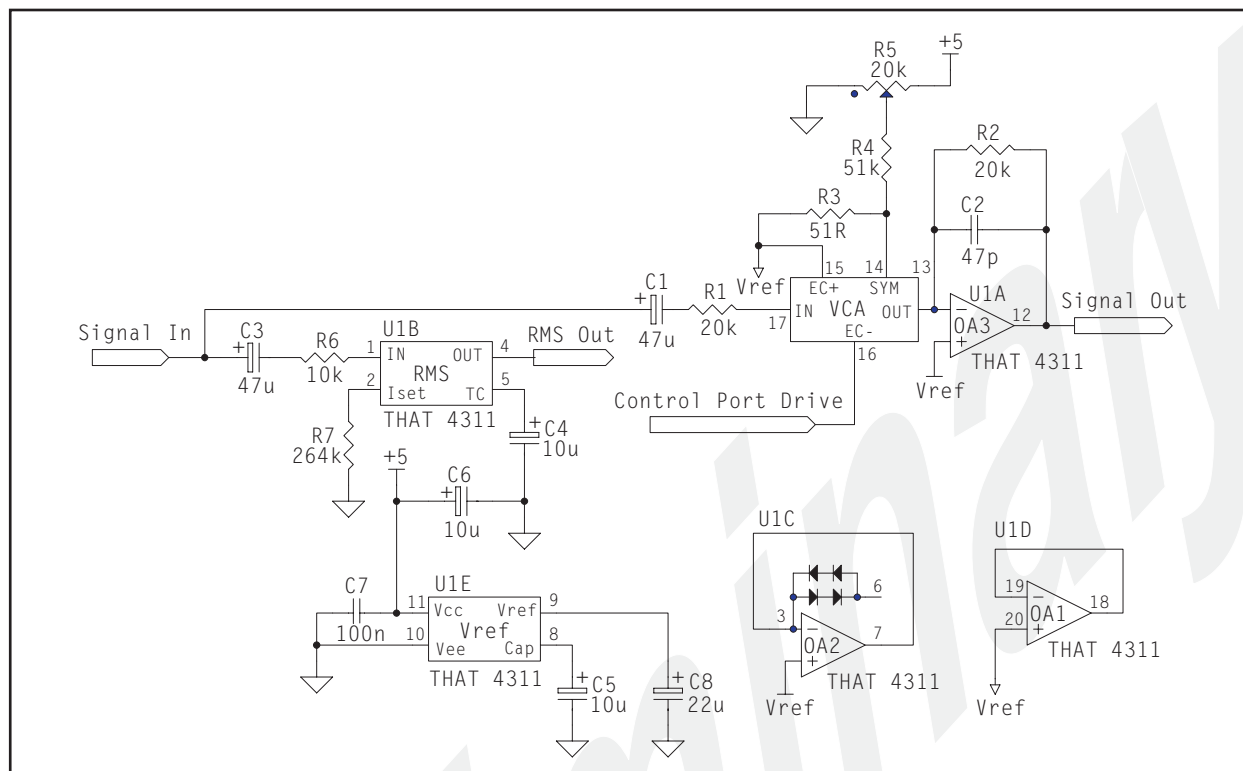 R5
20k
+5
R4
51k
R2
20k
R3
51R
C2
47p
Vref
15
14
13
EC+
SYM
VCA
IN
OUT
EC-
17
16
C1
47u
R1
20k
U1A
OA3
12
Signal Out
THAT 4311
Vref
Signal In
C3
47u
R6
10k
U1B
1
IN
OUT
4
RMS
2
Iset
TC
5
THAT 4311
RMS Out
Control Port Drive
R7
264k
C4
10u
+5
C6
10u
C7
100n
U1E
11
Vcc
Vref
9
Vref
10
Vee
Cap
8
THAT 4311
C5
10u
C8
22u
U1C
6
3
OA2
7
THAT 4311
Vref
U1D
19
OA1
18
20
THAT 4311
Vref